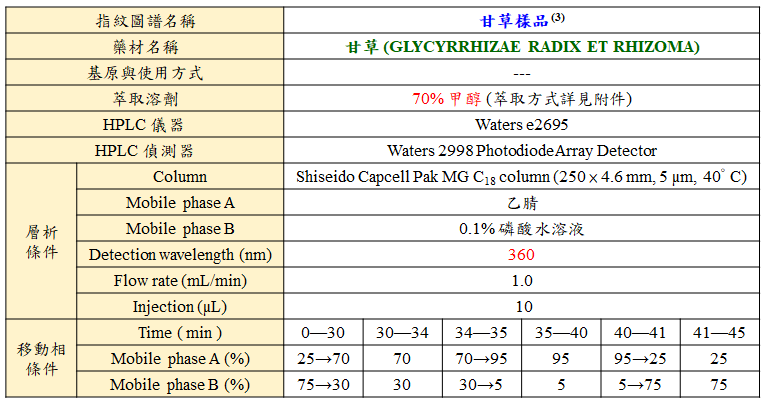 指紋圖譜名稱 甘草樣品(3)
藥材名稱 甘草 (GLYCYRRHIZAE RADIX ET RHIZOMA)
基原與使用方式 ---
萃取溶劑 70% 甲醇 (萃取方式詳見附件)
HPLC 儀器 Waters e2695
HPLC 偵測器 Waters 2998 PhotodiodeArray Detector
層析條件
Column Shiseido Capcell Pak MG C18 column (250 × 4.6 mm, 5 μm, 40° C)
Mobile phase A 乙腈
Mobile phase B 0.1% 磷酸水溶液
Detection wavelength (nm) 360
Flow rate (mL/min) 1.0
Injection (μL) 10
移動相條件
Time ( min ) 0—30 30—34 34—35 35—40 40—41 41—45
Mobile phase A (%) 25→70 70 70→95 95 95→25 25
Mobile phase B (%) 75→30 30 30→5 5 5→75 75